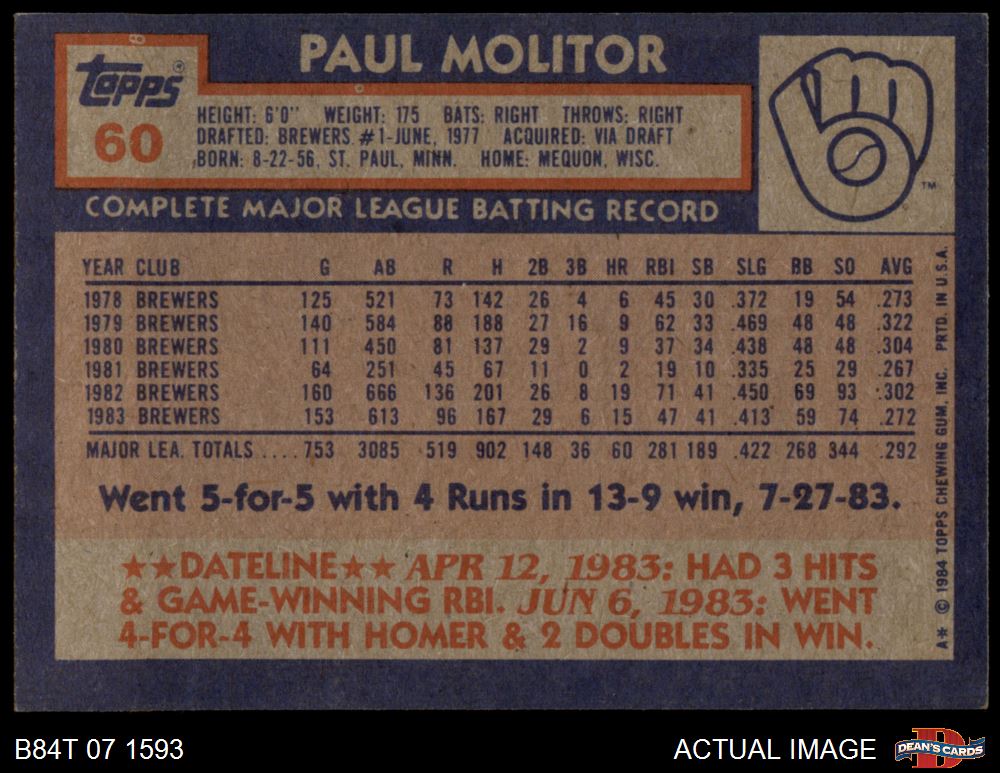 PAUL MOLITOR
Topps
60
HEIGHT: 6'0" WEIGHT: 175 BATS: RIGHT THROWS: RIGHT
DRAFTED: BREWERS #1-JUNE, 1977 ACQUIRED: VIA DRAFT
BORN: 8-22-56, ST. PAUL, MINN. HOME: MEQUON, WISC.
TM
COMPLETE MAJOR LEAGUE BATTING RECORD
YEAR CLUB G AB R H 2B 3B HR RBI SB SLG BB SO AVG
1978 BREWERS 125 521 73 142 26 4 6 45 30 .372 19 54 .273
1979 BREWERS 140 584 88 188 27 16 9 62 33 .469 48 48 .322
1980 BREWERS 111 450 81 137 29 2 9 37 34 .438 48 48 .304
1981 BREWERS 64 251 45 67 11 0 2 19 10 .335 25 29 .267
1982 BREWERS 160 666 136 201 26 8 19 71 41 .450 69 93 .302
1983 BREWERS 153 613 96 167 29 6 15 47 41 .413 59 74 .272
MAJOR LEA. TOTALS ....753 3085 519 902 148 36 60 281 189 .422 268 344 .292
Went 5-for-5 with 4 Runs in 13-9 win, 7-27-83.
★★DATELINE★★ APR 12, 1983: HAD 3 HITS
& GAME-WINNING RBI. JUN 6, 1983: WENT
4-FOR-4 WITH HOMER & 2 DOUBLES IN WIN.
A* © 1984 TOPPS CHEWING GUM, INC. PRTD. IN U.S.A.
B84T 07 1593
ACTUAL IMAGE
D
DEAN'S CARDS